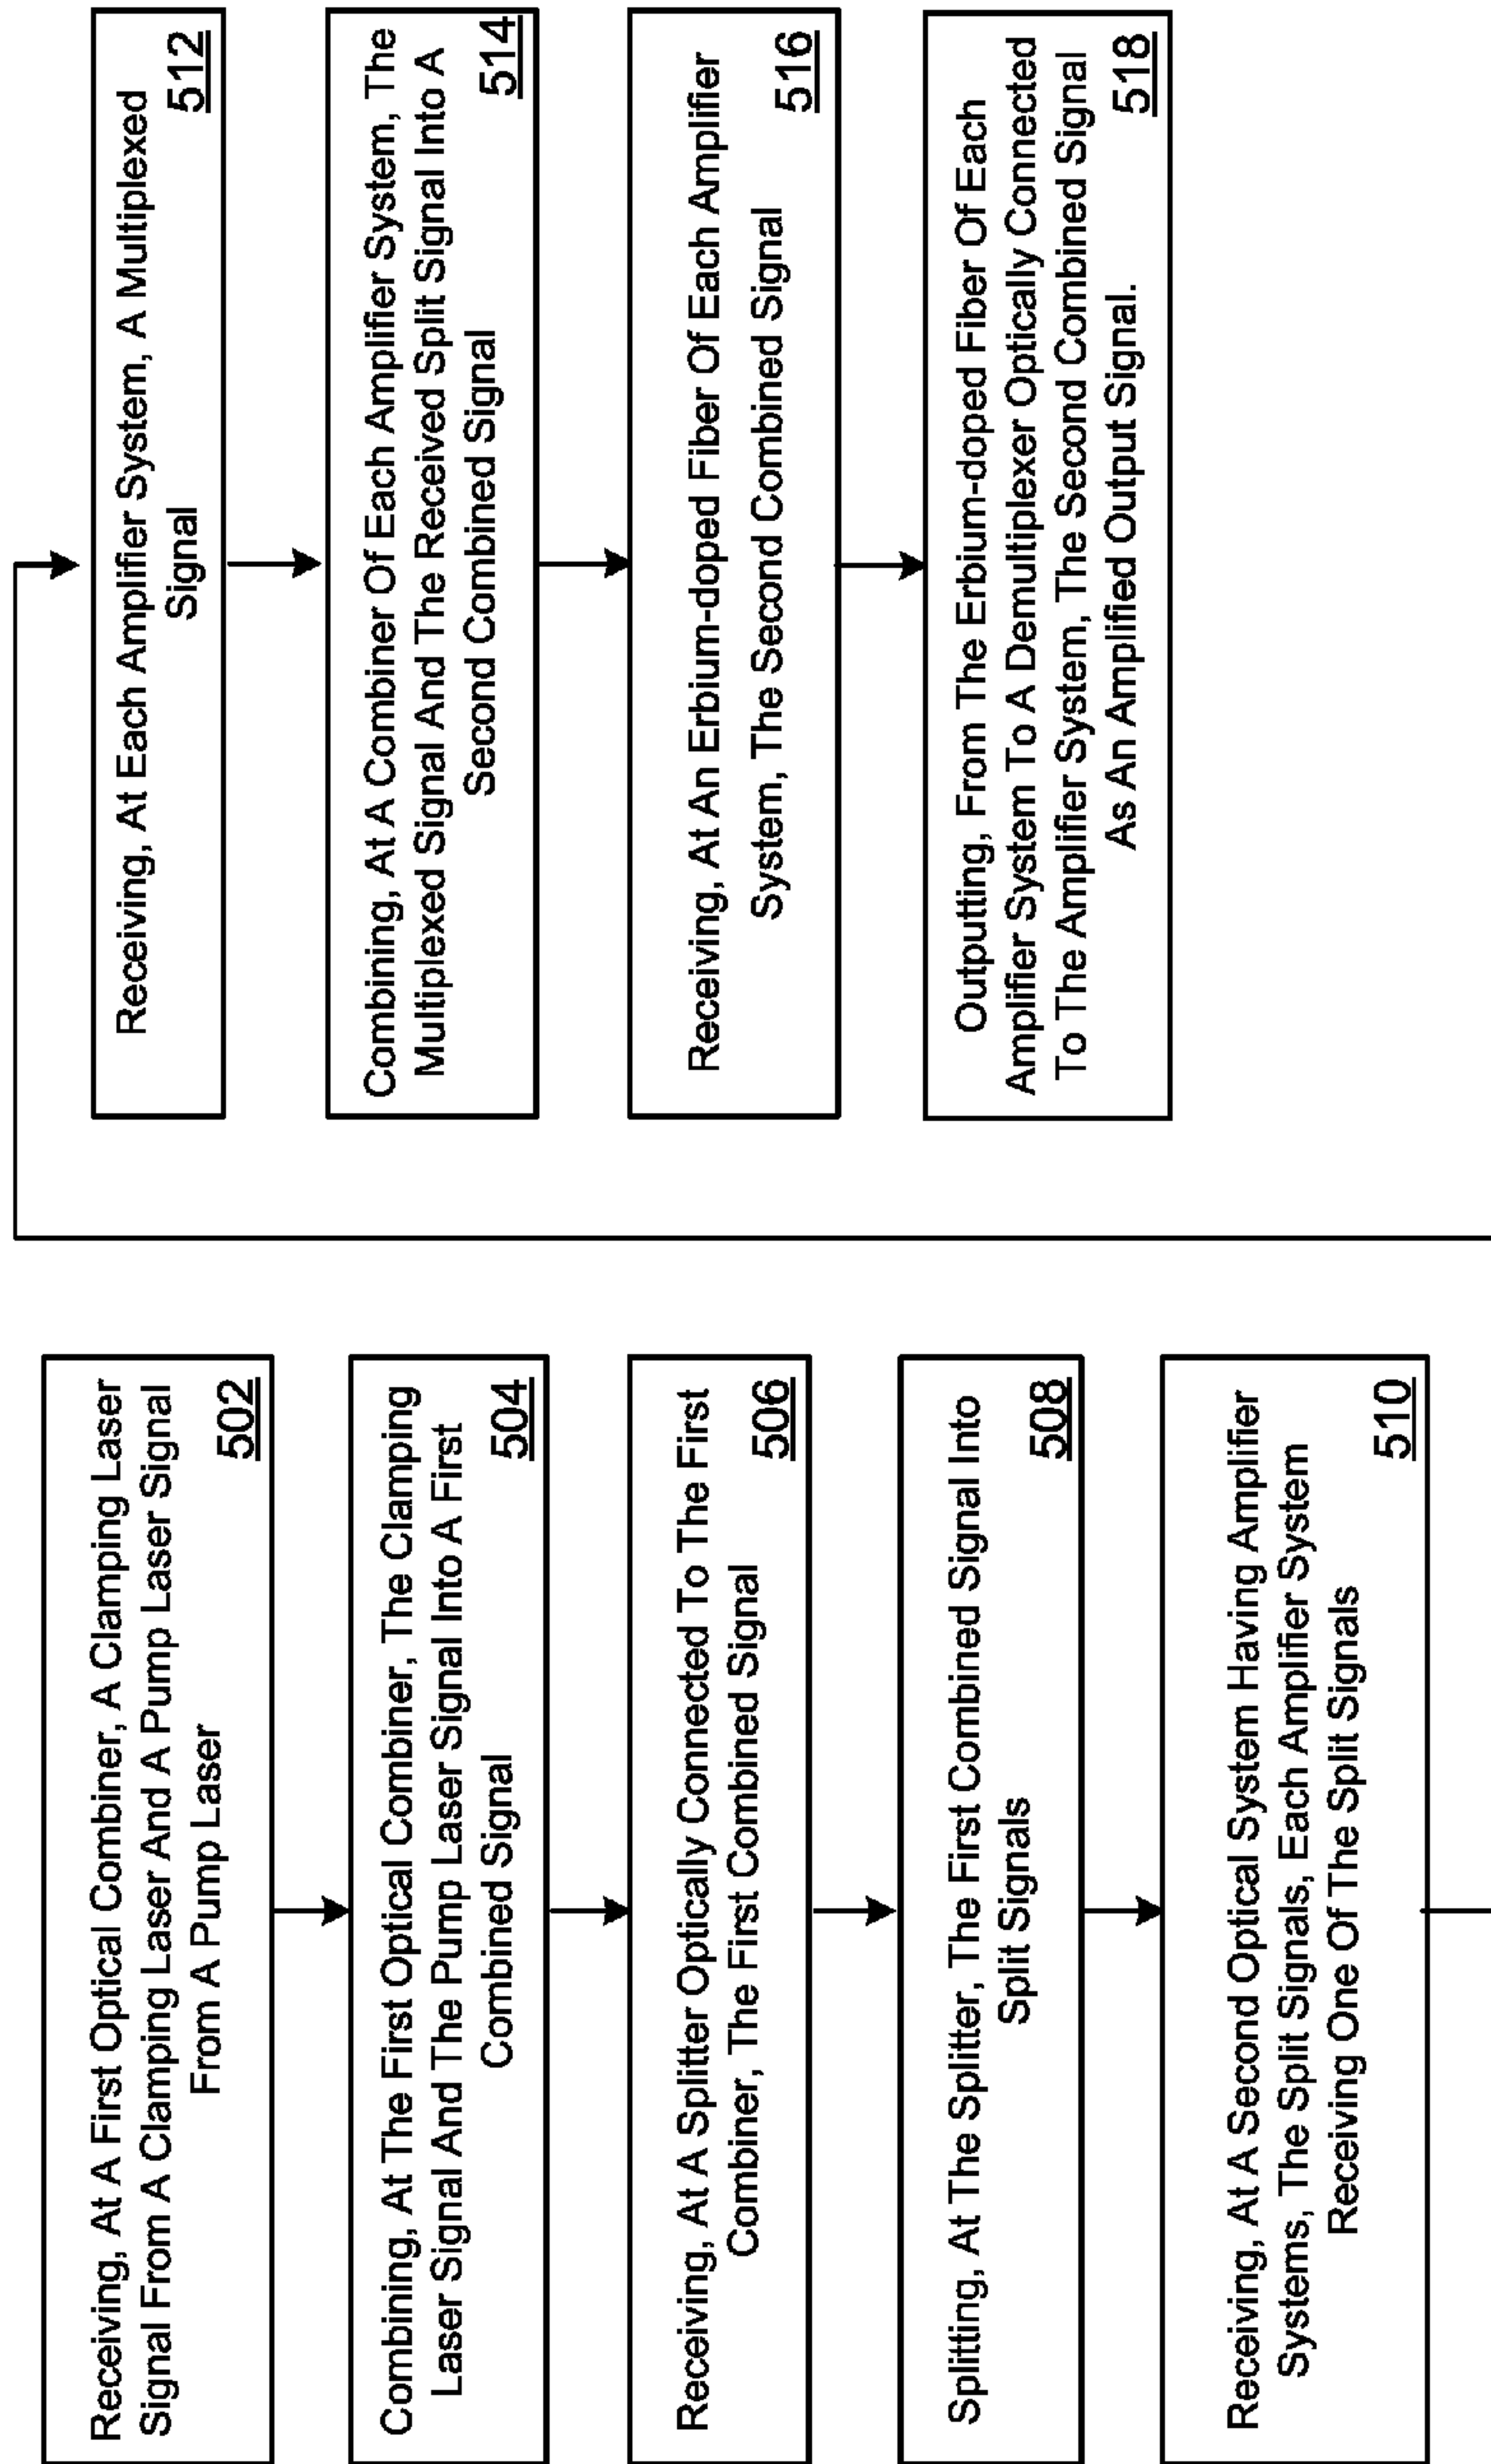 Receiving, At A First Optical Combiner, A Clamping Laser
Signal From A Clamping Laser And A Pump Laser Signal
From A Pump Laser
502
Combining, At The First Optical Combiner, The Clamping
Laser Signal And The Pump Laser Signal Into A First
Combined Signal
504
Receiving, At A Splitter Optically Connected To The First
Combiner, The First Combined Signal
506
Splitting, At The Splitter, The First Combined Signal Into
Split Signals
508
Receiving, At A Second Optical System Having Amplifier
Systems, The Split Signals, Each Amplifier System
Receiving One Of The Split Signals
510
Receiving, At Each Amplifier System, A Multiplexed
Signal
512
Combining, At A Combiner Of Each Amplifier System, The
Multiplexed Signal And The Received Split Signal Into A
Second Combined Signal
514
Receiving, At An Erbium-doped Fiber Of Each Amplifier
System, The Second Combined Signal
516
Outputting, From The Erbium-doped Fiber Of Each
Amplifier System To A Demultiplexer Optically Connected
To The Amplifier System, The Second Combined Signal
As An Amplified Output Signal.
518